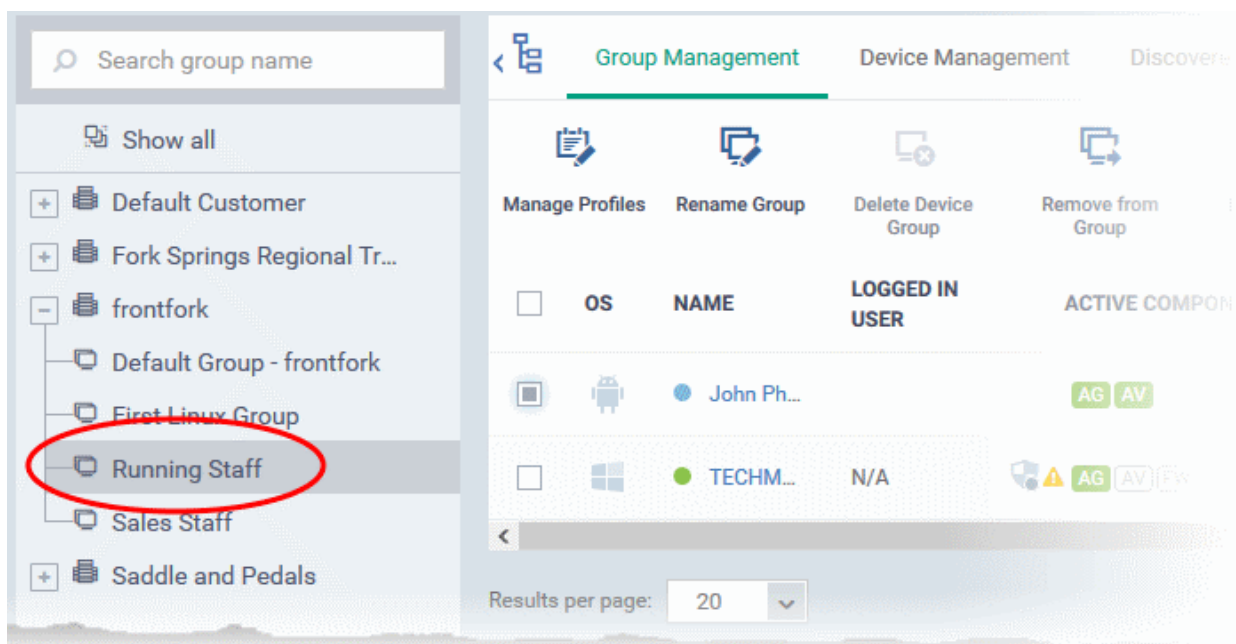 Search group name
Show all
Default Customer
Fork Springs Regional Tr...
frontfork
Default Group - frontfork
First Linux Group
Running Staff
Sales Staff
Saddle and Pedals
Group Management Device Management Discovere
Manage Profiles Rename Group Delete Device Group Remove from Group
OS NAME LOGGED IN USER ACTIVE COMPON
John Ph... AG AV
TECHM... N/A AG AV FW
Results per page: 20